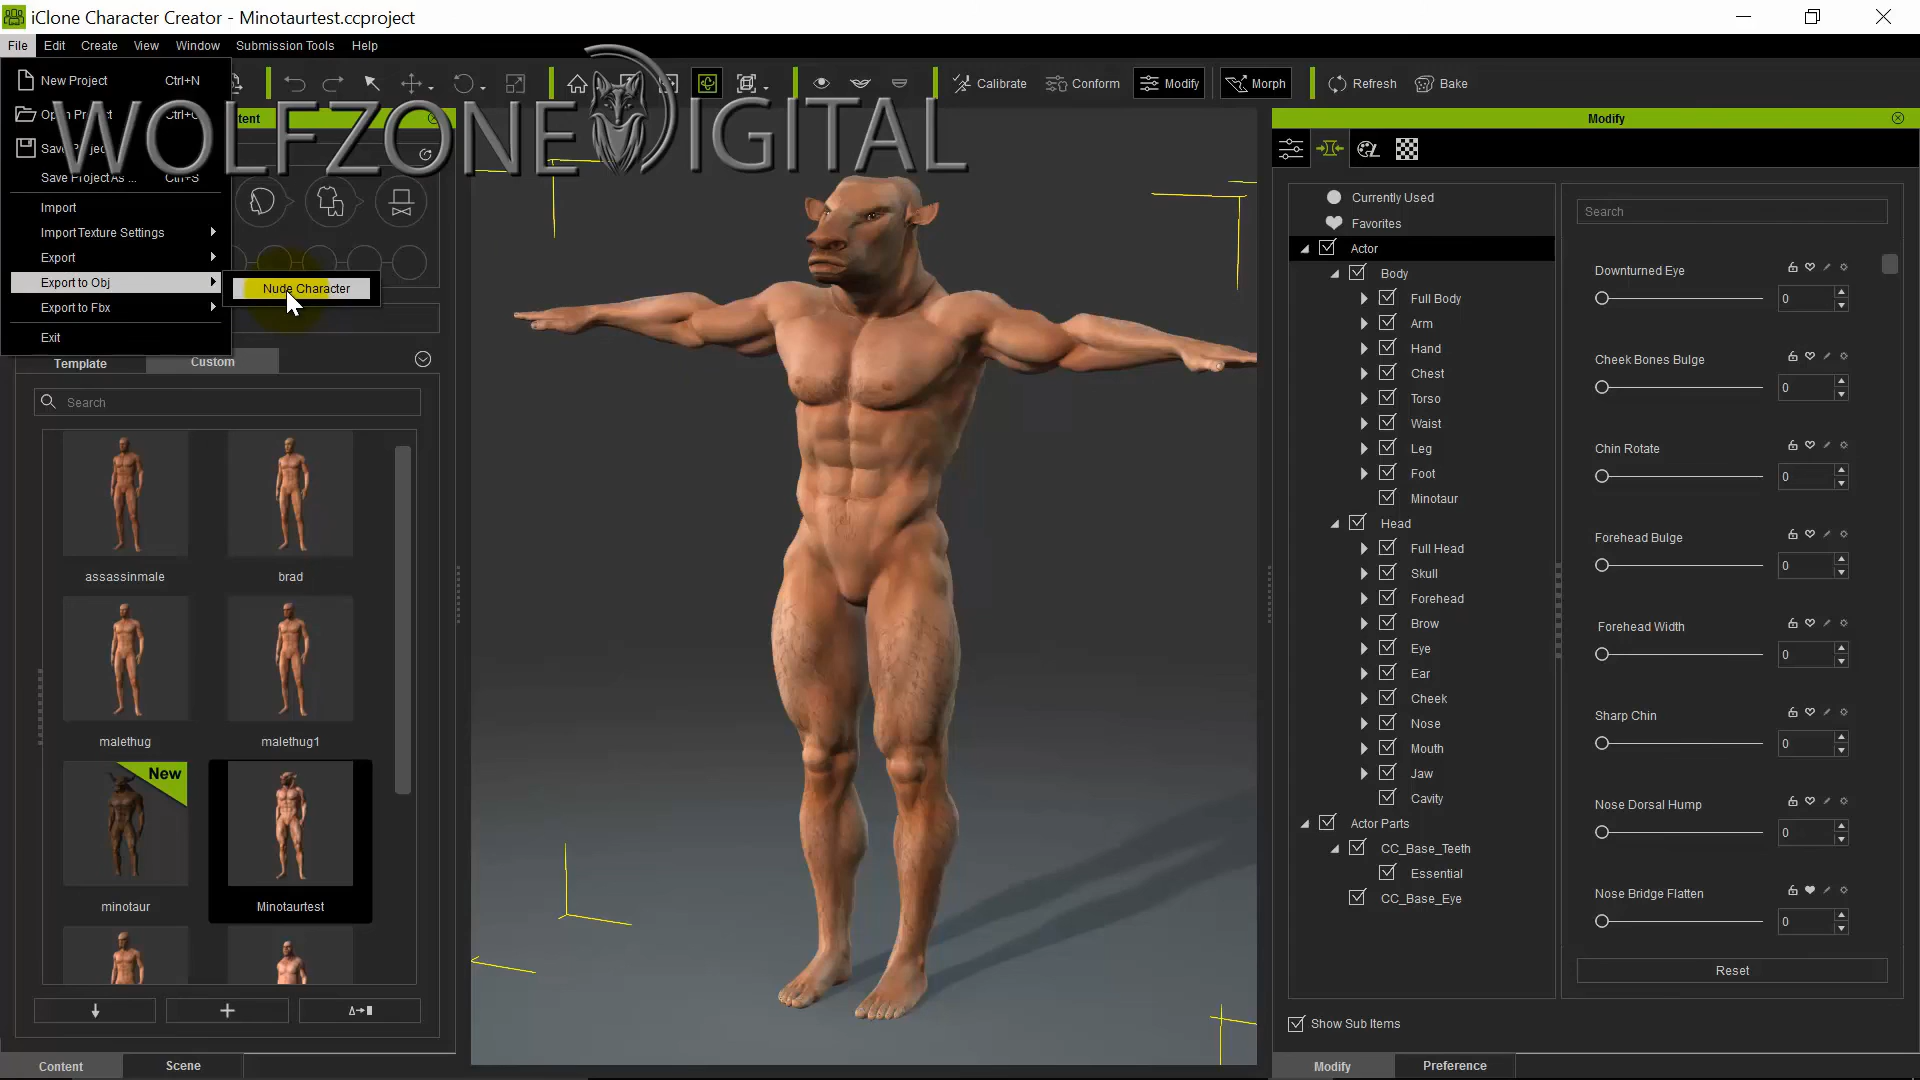 iClone Character Creator - Minotaurtest.ccproject
File Edit Create View Window Submission Tools Help
New Project Ctrl+N
Calibrate Conform Modify Morph Refresh Bake
WOLFZONE DIGITAL
Save Project As ... Ctrl+S
Import
Import Texture Settings
Export
Export to Obj
Nude Character
Export to Fbx
Exit
Template Custom
Search
assassinmale brad
malethug malethug1
New
minotaur Minotaurtest
Content Scene
Modify
Currently Used
Favorites
Actor
Body
Full Body
Arm
Hand
Chest
Torso
Waist
Leg
Foot
Minotaur
Head
Full Head
Skull
Forehead
Brow
Eye
Ear
Cheek
Nose
Mouth
Jaw
Cavity
Actor Parts
CC_Base_Teeth
Essential
CC_Base_Eye
Show Sub Items
Search
Downturned Eye
0
Cheek Bones Bulge
0
Chin Rotate
0
Forehead Bulge
0
Forehead Width
0
Sharp Chin
0
Nose Dorsal Hump
0
Nose Bridge Flatten
0
Reset
Modify Preference